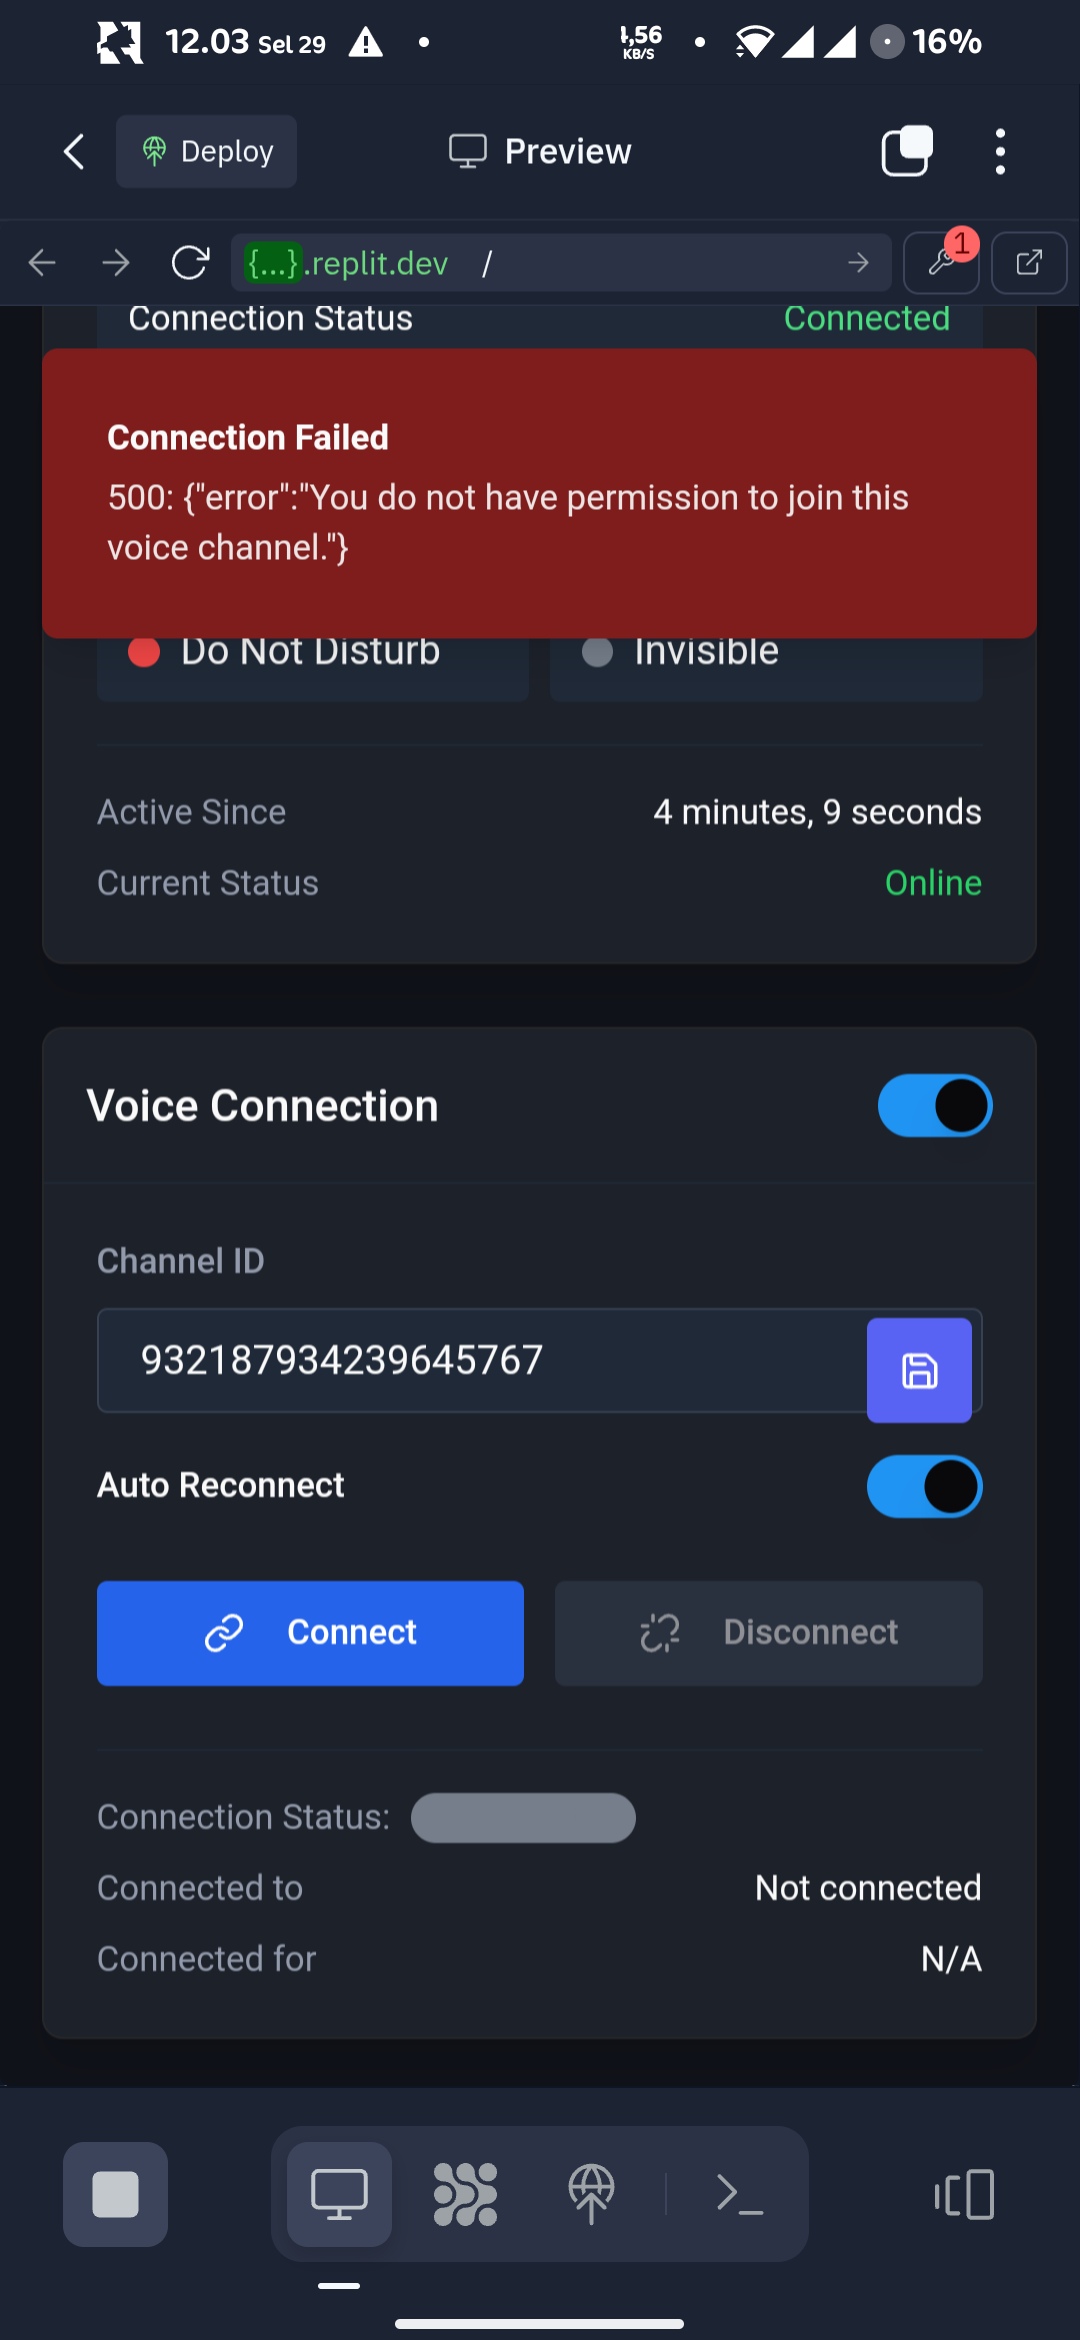 12.03 Sel 29
KB/S
16%
Deploy
Preview
{...}.replit.dev /
1
Connection Status
Connected
Connection Failed
500: {"error":"You do not have permission to join this
voice channel."}
Do Not Disturb
Invisible
Active Since
4 minutes, 9 seconds
Current Status
Online
Voice Connection
Channel ID
932187934239645767
Auto Reconnect
Connect
Disconnect
Connection Status:
Connected to
Not connected
Connected for
N/A